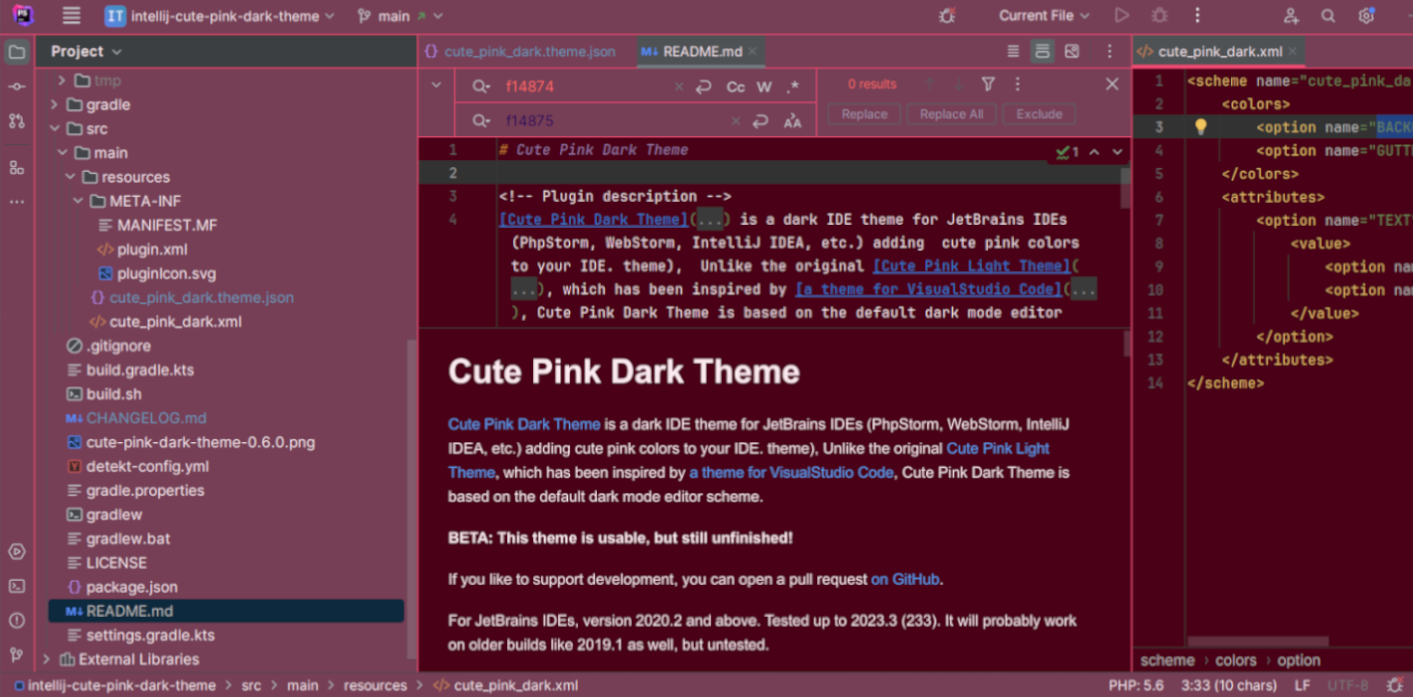 PS
IT intellij-cute-pink-dark-theme
main
Current File
Project
tmp
gradle
src
main
resources
META-INF
MANIFEST.MF
plugin.xml
pluginIcon.svg
cute_pink_dark.theme.json
cute_pink_dark.xml
.gitignore
build.gradle.kts
build.sh
CHANGELOG.md
cute-pink-dark-theme-0.6.0.png
detekt-config.yml
gradle.properties
gradlew
gradlew.bat
LICENSE
package.json
README.md
settings.gradle.kts
External Libraries
cute_pink_dark.theme.json
README.md
f14874
Cc W .*
0 results
f14875
Replace Replace All Exclude
1 # Cute Pink Dark Theme
1
2
3 <!-- Plugin description -->
4 [Cute Pink Dark Theme](...) is a dark IDE theme for JetBrains IDEs
(PhpStorm, WebStorm, IntelliJ IDEA, etc.) adding  cute pink colors
to your IDE. theme),  Unlike the original [Cute Pink Light Theme](
...), which has been inspired by [a theme for VisualStudio Code](...
), Cute Pink Dark Theme is based on the default dark mode editor
Cute Pink Dark Theme
Cute Pink Dark Theme is a dark IDE theme for JetBrains IDEs (PhpStorm, WebStorm, IntelliJ
IDEA, etc.) adding cute pink colors to your IDE. theme), Unlike the original Cute Pink Light
Theme, which has been inspired by a theme for VisualStudio Code, Cute Pink Dark Theme is
based on the default dark mode editor scheme.
BETA: This theme is usable, but still unfinished!
If you like to support development, you can open a pull request on GitHub.
For JetBrains IDEs, version 2020.2 and above. Tested up to 2023.3 (233). It will probably work
on older builds like 2019.1 as well, but untested.
cute_pink_dark.xml
1 <scheme name="cute_pink_da
2 <colors>
3 <option name="BACK
4 <option name="GUTT
5 </colors>
6 <attributes>
7 <option name="TEXT
8 <value>
9 <option na
10 <option na
11 </value>
12 </option>
13 </attributes>
14 </scheme>
scheme › colors › option
intellij-cute-pink-dark-theme › src › main › resources › cute_pink_dark.xml
PHP: 5.6 3:33 (10 chars) LF UTF-8